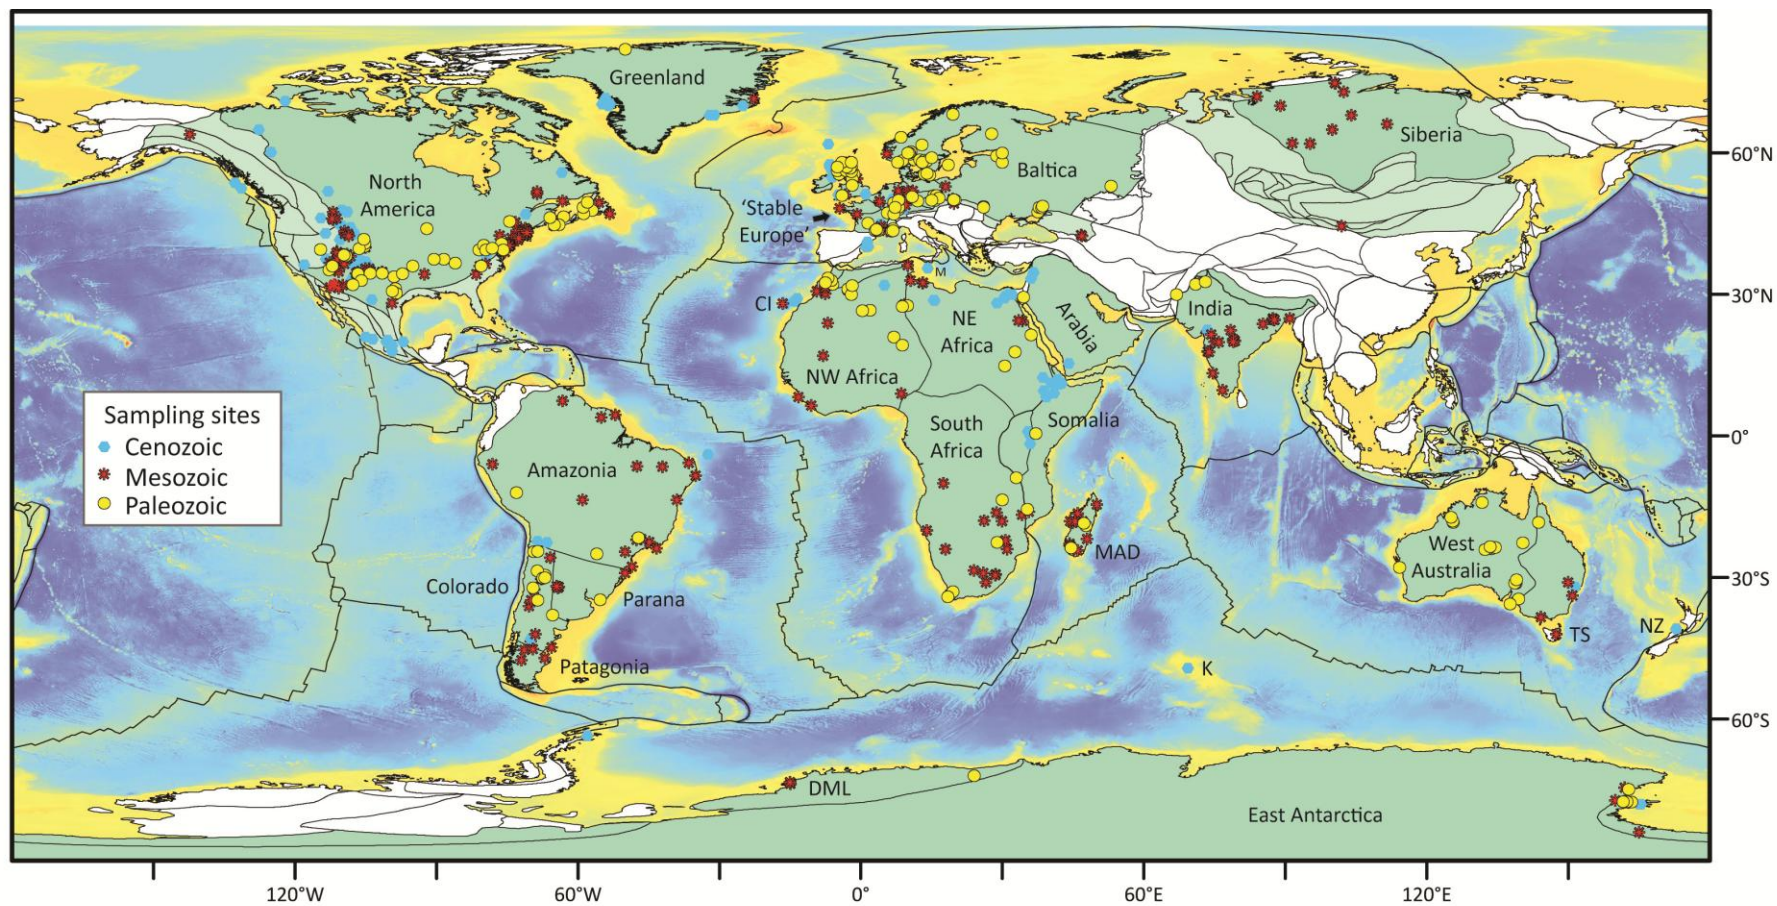 Greenland
Siberia
60°N
Baltica
North
America
'Stable
Europe'
M
CI
30°N
India
NE
Africa
Arabia
NW Africa
Sampling sites
Cenozoic
Mesozoic
Paleozoic
South
Africa
Somalia
0°
Amazonia
MAD
West
Australia
Colorado
Parana
30°S
NZ
TS
Patagonia
K
60°S
DML
East Antarctica
120°W
60°W
0°
60°E
120°E